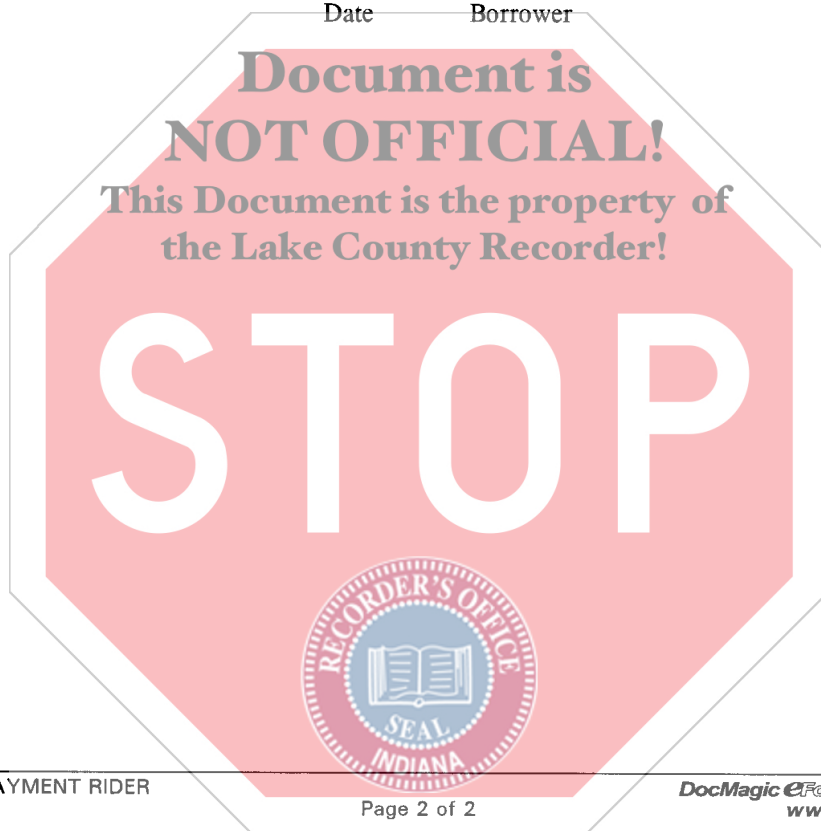 Date Borrower
Document is
NOT OFFICIAL!
This Document is the property of
the Lake County Recorder!
STOP
RECORDER'S OFFICE
SEAL
INDIANA
AYMENT RIDER
DocMagic
Page 2 of 2